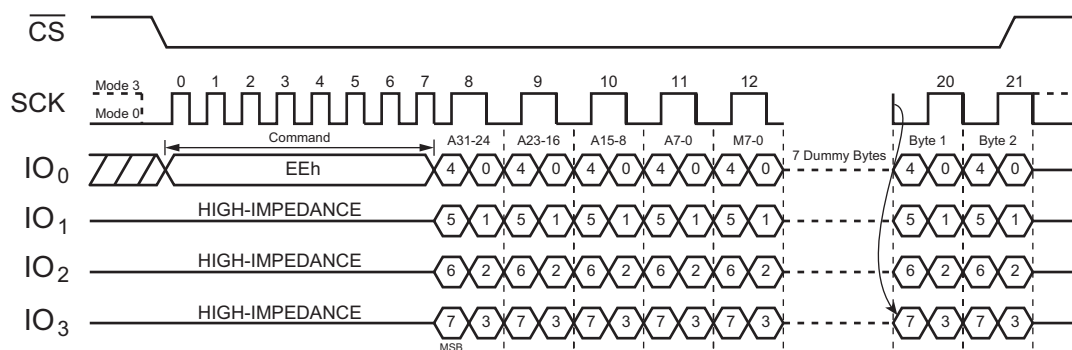 CS
Mode 3
0 1 2 3 4 5 6 7 8 9 10 11 12 20 21
SCK
Mode 0
Command
A31-24 A23-16 A15-8 A7-0 M7-0 Byte 1 Byte 2
7 Dummy Bytes
IO0 EEh 4 0 4 0 4 0 4 0 4 0 4 0 4 0
IO1 HIGH-IMPEDANCE 5 1 5 1 5 1 5 1 5 1 5 1 5 1
IO2 HIGH-IMPEDANCE 6 2 6 2 6 2 6 2 6 2 6 2 6 2
IO3 HIGH-IMPEDANCE 7 3 7 3 7 3 7 3 7 3 7 3 7 3
MSB